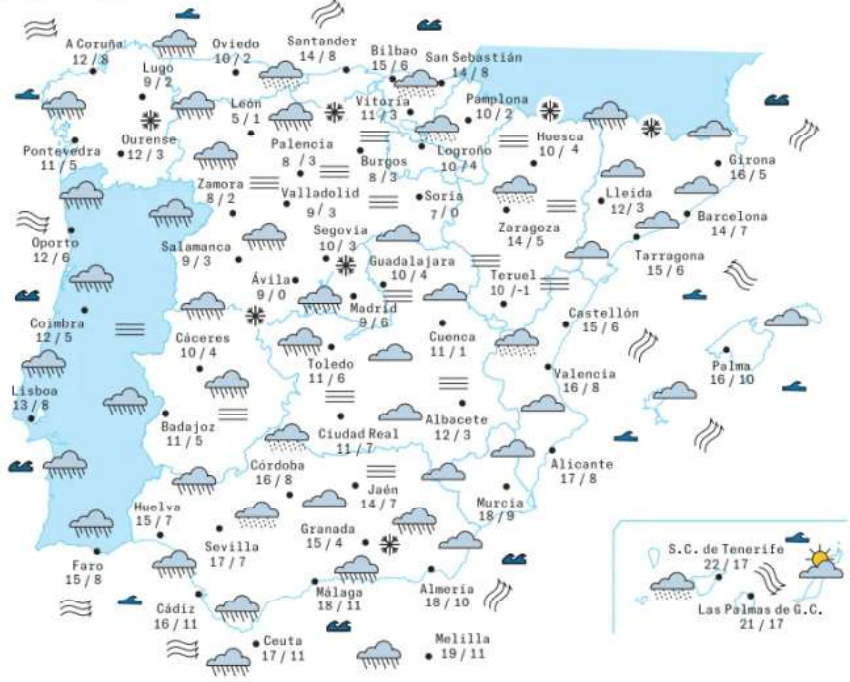 A Coruña
12 / 8
Lugo
9 / 2
Oviedo
10 / 2
Santander
14 / 8
Bilbao
15 / 6
San Sebastián
14 / 8
León
5 / 1
Vitoria
11 / 3
Pamplona
10 / 2
Pontevedra
11 / 5
Ourense
12 / 3
Palencia
8 / 3
Burgos
8 / 3
Logroño
10 / 4
Huesca
10 / 4
Girona
16 / 5
Zamora
8 / 2
Valladolid
9 / 3
Soria
7 / 0
Zaragoza
14 / 5
Lleida
12 / 3
Barcelona
14 / 7
Tarragona
15 / 6
Oporto
12 / 6
Salamanca
9 / 3
Segovia
10 / 3
Guadalajara
10 / 4
Ávila
9 / 0
Madrid
9 / 6
Teruel
10 / -1
Castellón
15 / 6
Coimbra
12 / 5
Cáceres
10 / 4
Toledo
11 / 6
Cuenca
11 / 1
Valencia
16 / 8
Palma
16 / 10
Lisboa
13 / 8
Badajoz
11 / 5
Ciudad Real
11 / 7
Albacete
12 / 3
Alicante
17 / 8
Córdoba
16 / 8
Jaén
14 / 7
Murcia
18 / 9
Huelva
15 / 7
Sevilla
17 / 7
Granada
15 / 4
Faro
15 / 8
Cádiz
16 / 11
Málaga
18 / 11
Almería
18 / 10
Ceuta
17 / 11
Melilla
19 / 11
S.C. de Tenerife
22 / 17
Las Palmas de G.C.
21 / 17